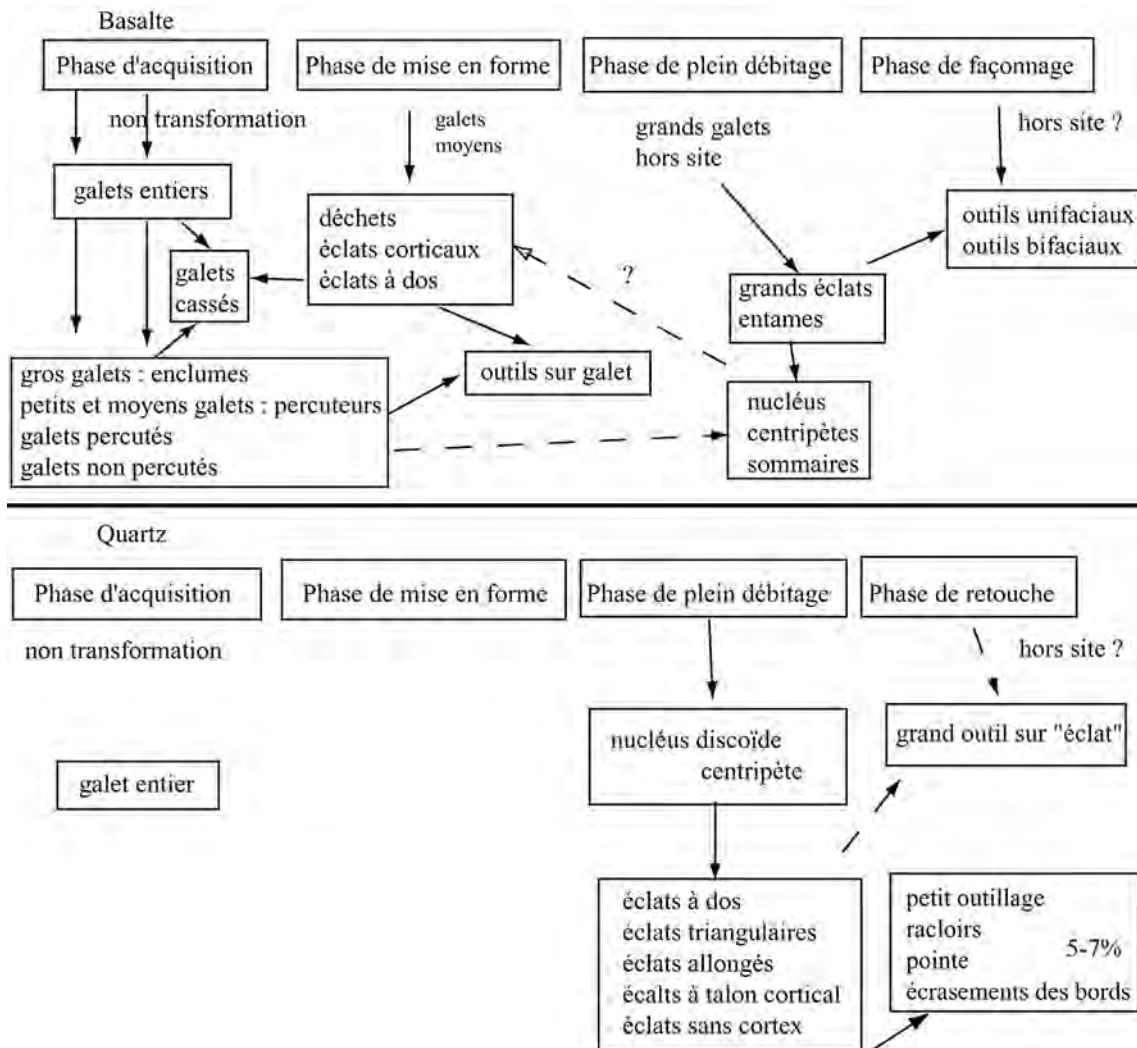 Basalte
Phase d'acquisition
Phase de mise en forme
Phase de plein débitage
Phase de façonnage
non transformation
galets
moyens
grands galets
hors site
hors site ?
galets entiers
déchets
éclats corticaux
éclats à dos
outils unifaciaux
outils bifaciaux
galets
cassés
?
grands éclats
entames
gros galets : enclumes
petits et moyens galets : percuteurs
galets percutés
galets non percutés
outils sur galet
nucléus
centripètes
sommaires
Quartz
Phase d'acquisition
Phase de mise en forme
Phase de plein débitage
Phase de retouche
non transformation
hors site ?
nucléus discoïde
centripète
grand outil sur "éclat"
galet entier
éclats à dos
éclats triangulaires
éclats allongés
écalts à talon cortical
éclats sans cortex
petit outillage
racloirs
pointe
5-7%
écrasements des bords